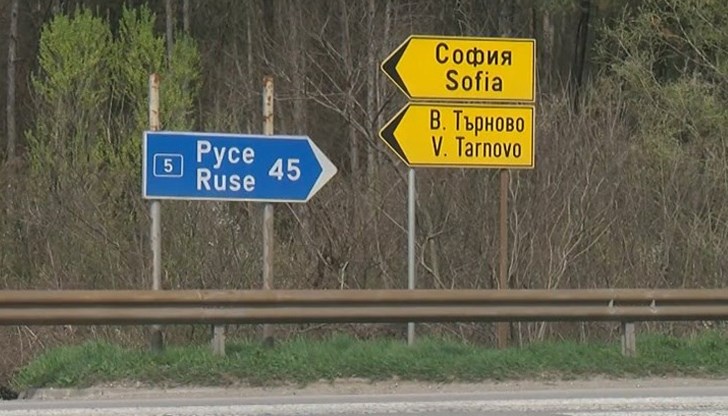 5
Русе
Ruse
45
София
Sofia
В. Търново
V. Tarnovo